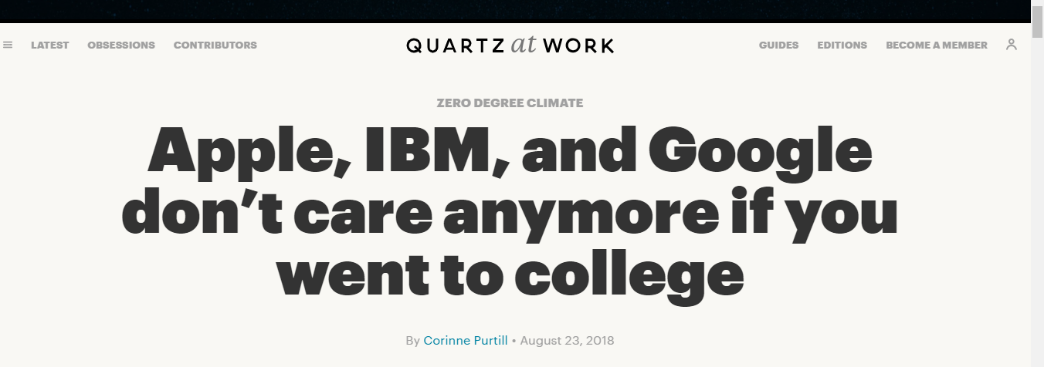 LATEST OBSESSIONS CONTRIBUTORS QUARTZ at WORK GUIDES EDITIONS BECOME A MEMBER
ZERO DEGREE CLIMATE
Apple, IBM, and Google
don’t care anymore if you
went to college
By Corinne Purtill • August 23, 2018